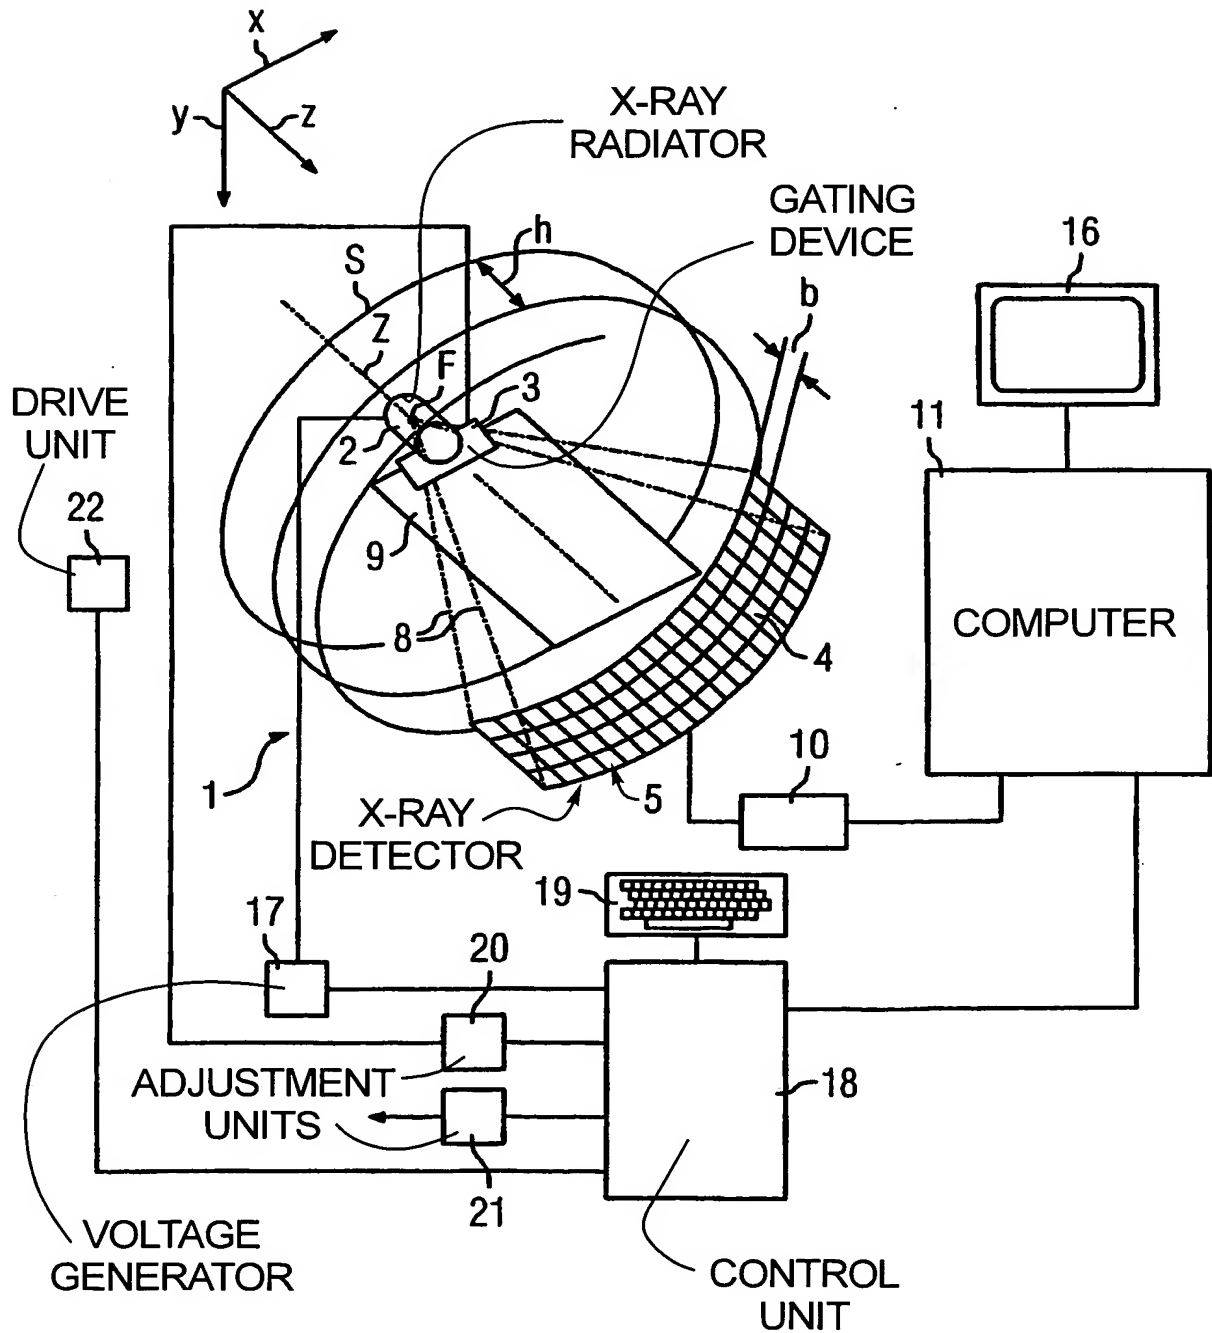 x
y
z
X-RAY
RADIATOR
GATING
DEVICE
h
S
Z
F
3
2
b
16
DRIVE
UNIT
22
11
9
8
4
COMPUTER
1
5
10
X-RAY
DETECTOR
19
17
20
ADJUSTMENT
UNITS
18
21
VOLTAGE
GENERATOR
CONTROL
UNIT